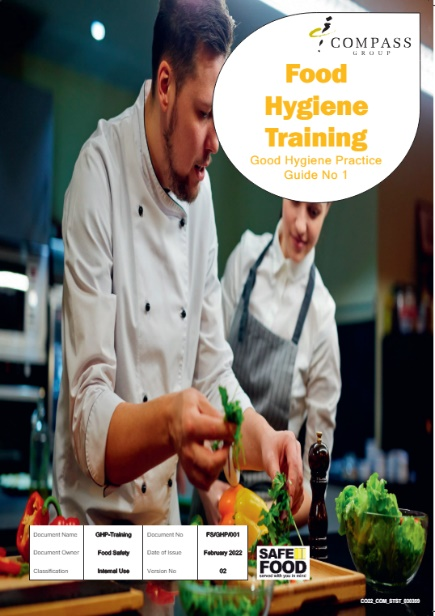 COMPASS
GROUP
Food
Hygiene
Training
Good Hygiene Practice
Guide No 1
Document Name GHP-Training Document No. FS/GHP/001
Document Owner Food Safety Date of Issue February 2022
Classification Internal Use Version No. 02
SAFE
FOOD
served with you in mind
CO22_COM_STST_030389